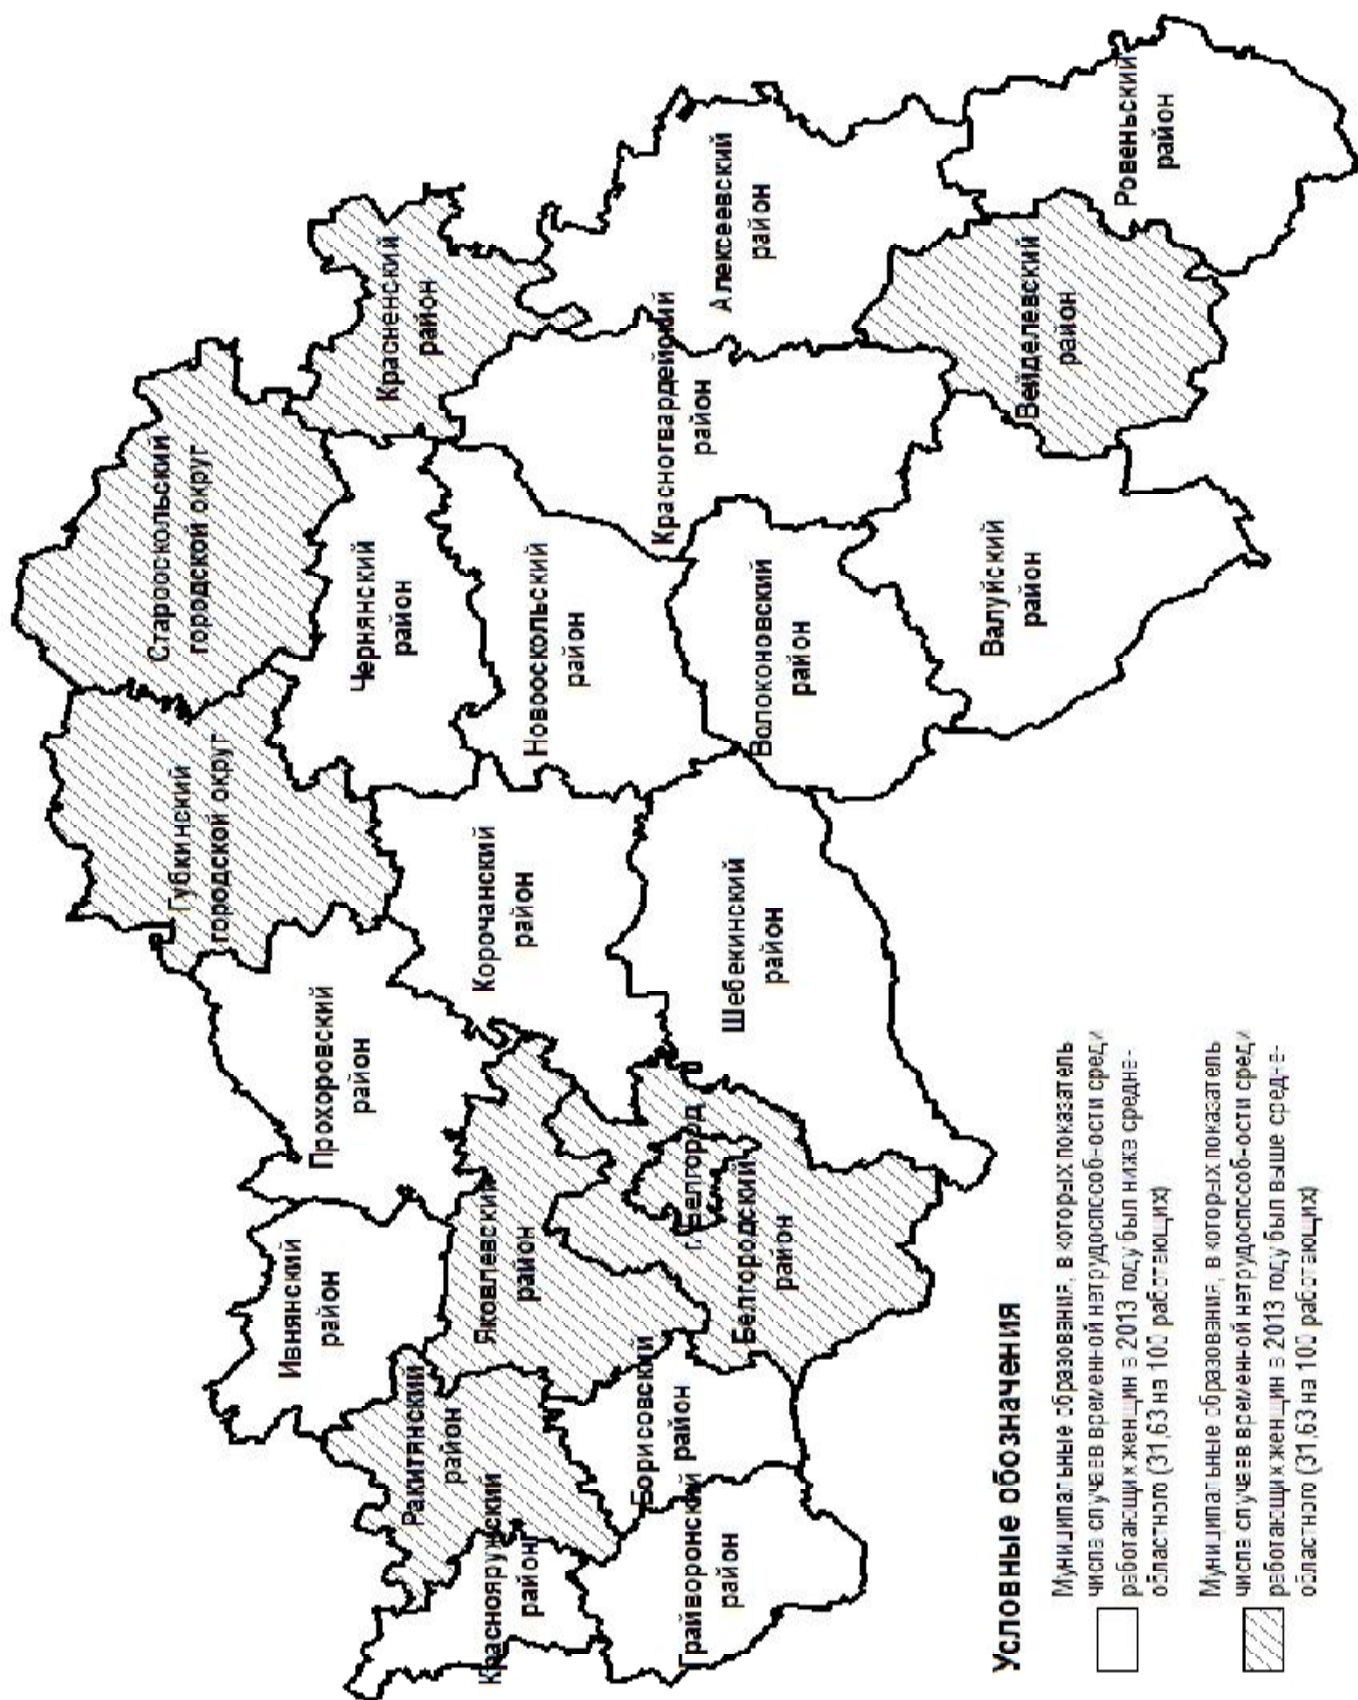 Старооскольский
городской округ
Губкинский
городской округ
Красненский
район
Чернянский
район
Прохоровский
район
Ивнянский
район
Ракитянский
район
Краснояружский
район
Яковлевский
район
Корочанский
район
Новооскольский
район
Красногвардейский
район
Алексеевский
район
Ровеньский
район
Вейделевский
район
Валуйский
район
Волоконовский
район
Шебекинский
район
г.Белгород
Белгородский
район
Борисовский
район
Грайворонский
район
Условные обозначения
Муниципальные образования, в которых показатель
числа случаев временной нетрудоспособности среди
работающих женщин в 2013 году был ниже средне-
областного (31,63 на 100 работающих)
Муниципальные образования, в которых показатель
числа случаев временной нетрудоспособности среди
работающих женщин в 2013 году был выше средне-
областного (31,63 на 100 работающих)